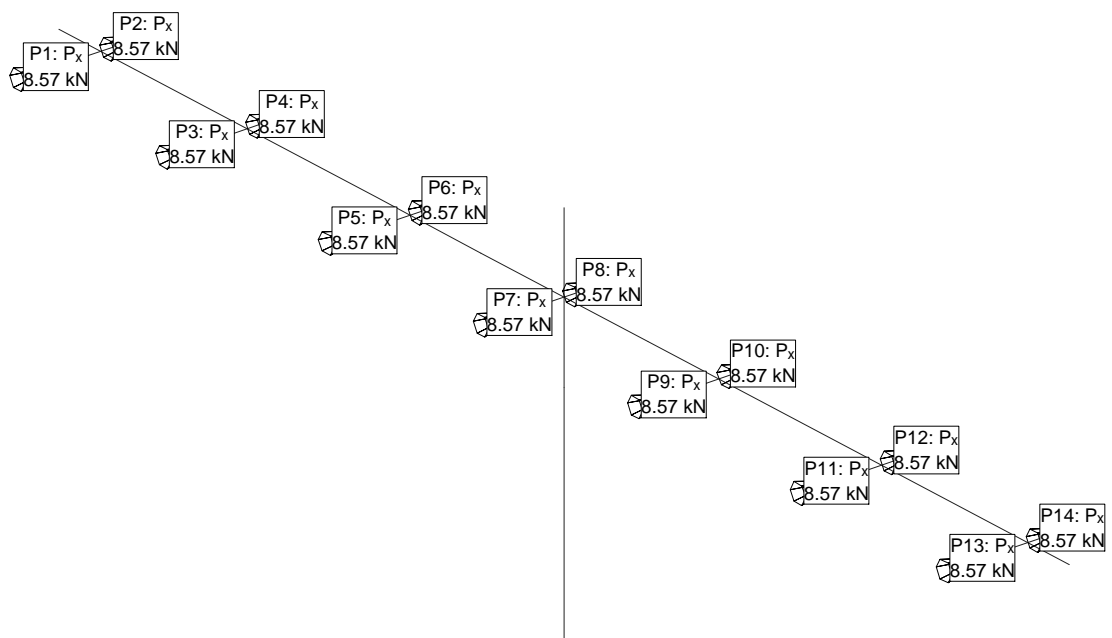 P2: Px
8.57 kN
P1: Px
8.57 kN
P4: Px
8.57 kN
P3: Px
8.57 kN
P6: Px
8.57 kN
P5: Px
8.57 kN
P8: Px
8.57 kN
P7: Px
8.57 kN
P10: Px
8.57 kN
P9: Px
8.57 kN
P12: Px
8.57 kN
P11: Px
8.57 kN
P14: Px
8.57 kN
P13: Px
8.57 kN